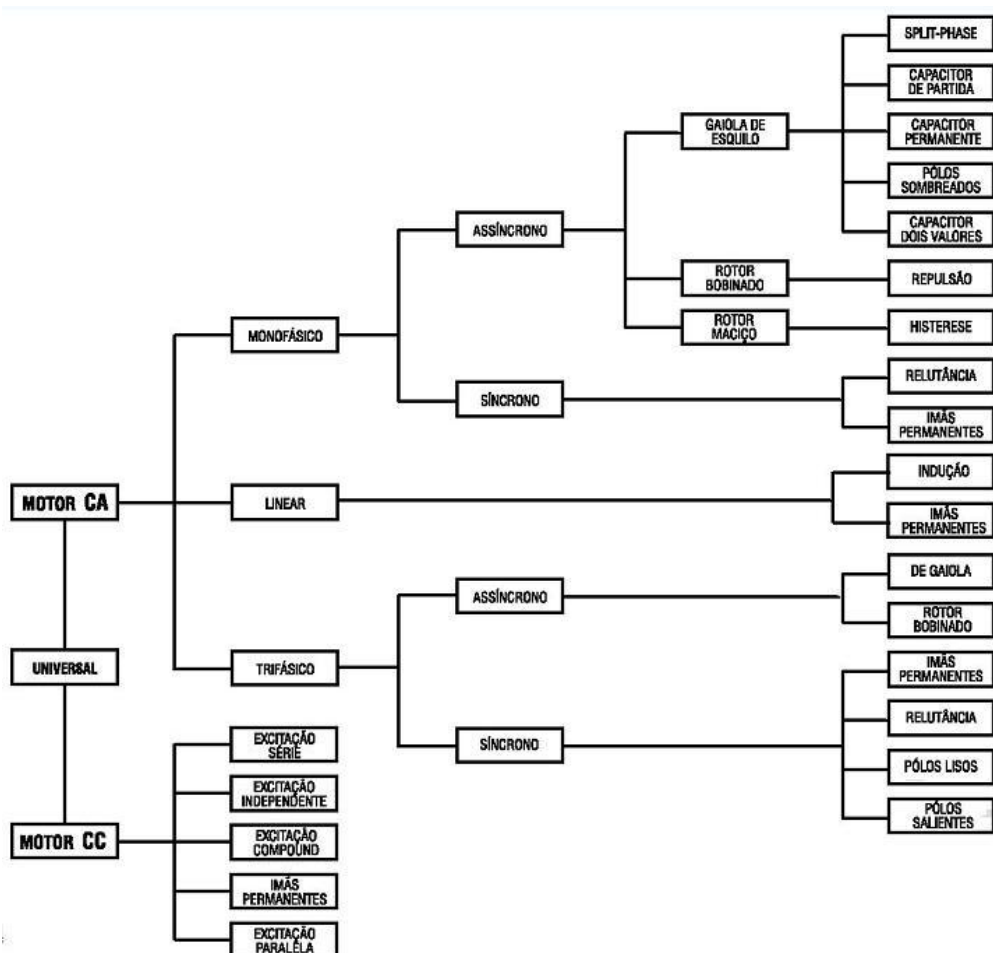 SPLIT-PHASE
CAPACITOR
DE PARTIDA
GAIOLA DE
ESQUILO
CAPACITOR
PERMANENTE
PÓLOS
SOMBREADOS
CAPACITOR
DOIS VALORES
ASSÍNCRONO
ROTOR
BOBINADO
REPULSÃO
ROTOR
MACIÇO
HISTERESE
MONOFÁSICO
RELUTÂNCIA
SÍNCRONO
IMÃS
PERMANENTES
INDUÇÃO
MOTOR CA
LINEAR
IMÃS
PERMANENTES
DE GAIOLA
ASSÍNCRONO
ROTOR
BOBINADO
UNIVERSAL
TRIFÁSICO
IMÃS
PERMANENTES
RELUTÂNCIA
EXCITAÇÃO
SÉRIE
SÍNCRONO
PÓLOS LISOS
EXCITAÇÃO
INDEPENDENTE
PÓLOS
SALIENTES
MOTOR CC
EXCITAÇÃO
COMPOUND
IMÃS
PERMANENTES
EXCITAÇÃO
PARALELA